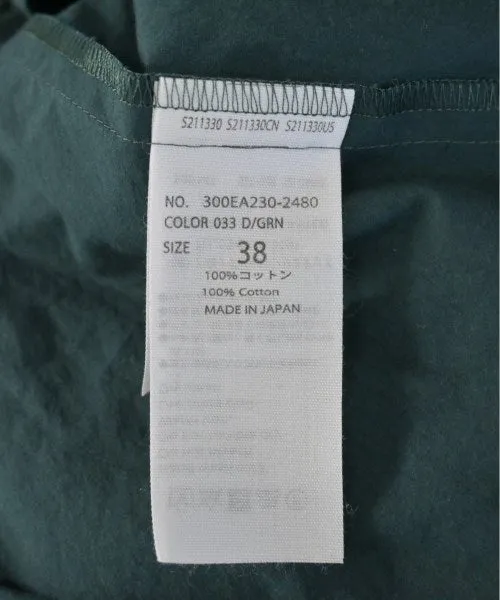 S211330 S211330CN S211330US
NO. 300EA230-2480
COLOR 033 D/GRN
SIZE 38
100%コットン
100% Cotton
MADE IN JAPAN